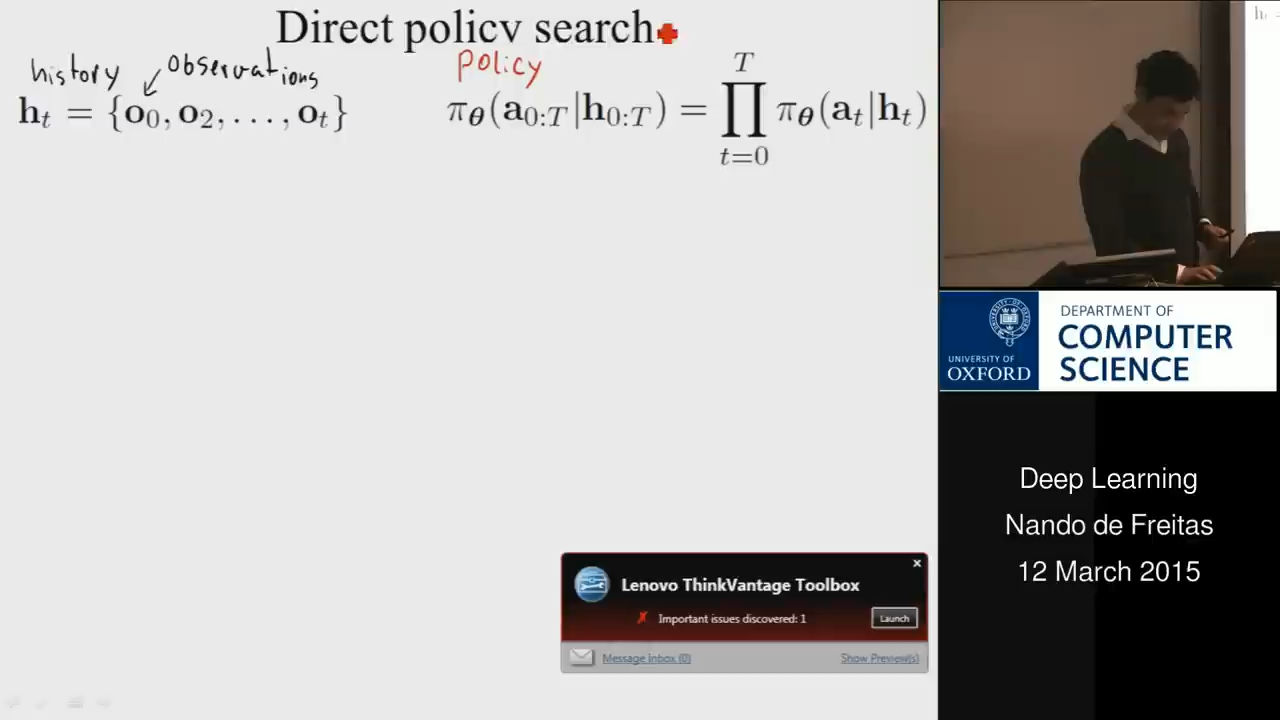 Direct policy search
history
observations
policy
h_t = {o_0, o_2, . . . , o_t}
π_θ(a_{0:T}|h_{0:T}) = ∏_{t=0}^{T} π_θ(a_t|h_t)
UNIVERSITY OF
OXFORD
DEPARTMENT OF
COMPUTER
SCIENCE
Deep Learning
Nando de Freitas
12 March 2015
Lenovo ThinkVantage Toolbox
✗ Important issues discovered: 1
Launch
Message Inbox (0)
Show Preview(s)